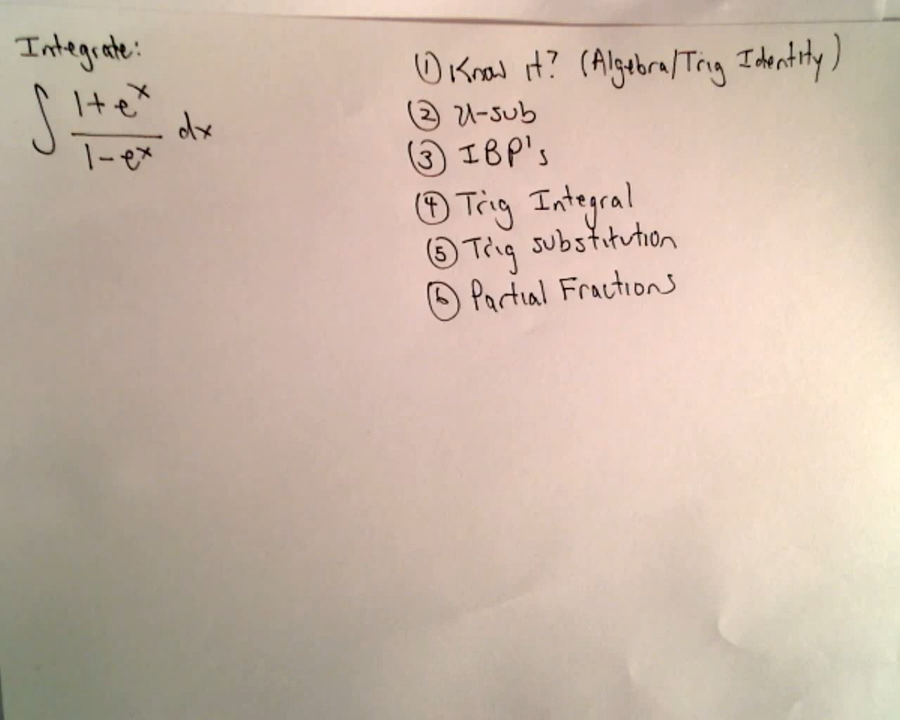 Integrate:
∫ (1+e^x)/(1-e^x) dx
① Know it? (Algebra/Trig Identity)
② U-sub
③ IBP's
④ Trig Integral
⑤ Trig substitution
⑥ Partial Fractions